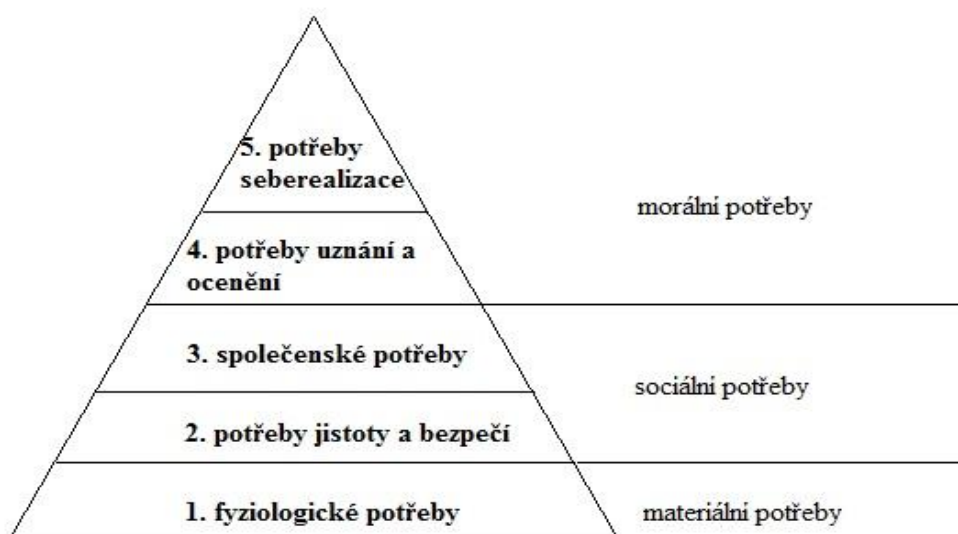 5. potřeby
seberealizace
morální potřeby
4. potřeby uznání a
ocenění
3. společenské potřeby
sociální potřeby
2. potřeby jistoty a bezpečí
1. fyziologické potřeby
materiální potřeby